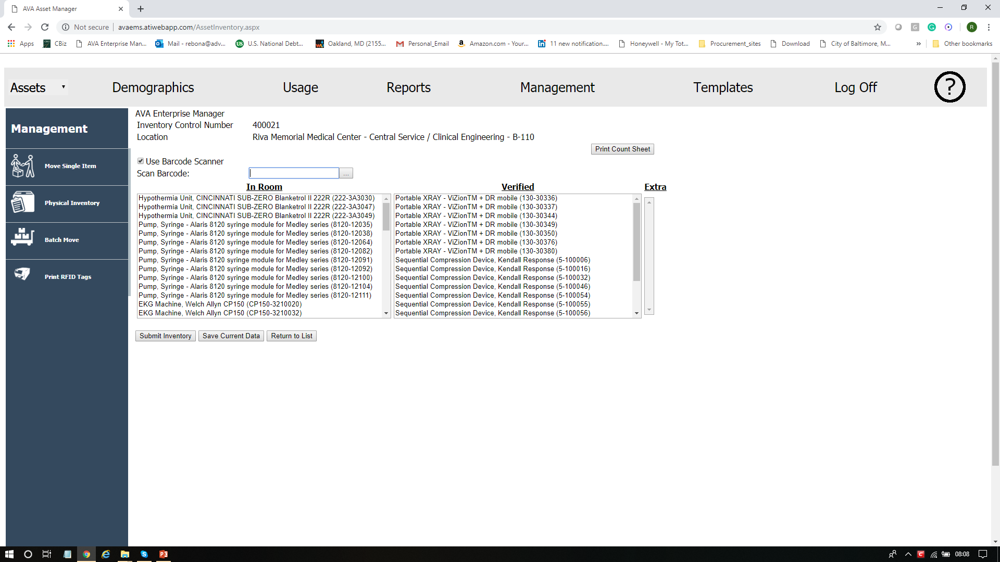 AVA Asset Manager
Not secure | avaems.atiwebapp.com/AssetInventory.aspx
R
Apps CBiz AVA Enterprise Man... Mail - rebona@adv... U.S. National Debt... Oakland, MD (2155... Personal_Email Amazon.com - Your... 11 new notification.... Honeywell - My Tot... Procurement_sites Download City of Baltimore, M... » Other bookmarks
Assets Demographics Usage Reports Management Templates Log Off ?
Management
Move Single Item
Physical Inventory
Batch Move
Print RFID Tags
AVA Enterprise Manager
Inventory Control Number 400021
Location Riva Memorial Medical Center - Central Service / Clinical Engineering - B-110
Print Count Sheet
Use Barcode Scanner
Scan Barcode: ...
In Room
Hypothermia Unit, CINCINNATI SUB-ZERO Blanketrol II 222R (222-3A3030)
Hypothermia Unit, CINCINNATI SUB-ZERO Blanketrol II 222R (222-3A3047)
Hypothermia Unit, CINCINNATI SUB-ZERO Blanketrol II 222R (222-3A3049)
Pump, Syringe - Alaris 8120 syringe module for Medley series (8120-12035)
Pump, Syringe - Alaris 8120 syringe module for Medley series (8120-12038)
Pump, Syringe - Alaris 8120 syringe module for Medley series (8120-12064)
Pump, Syringe - Alaris 8120 syringe module for Medley series (8120-12082)
Pump, Syringe - Alaris 8120 syringe module for Medley series (8120-12091)
Pump, Syringe - Alaris 8120 syringe module for Medley series (8120-12092)
Pump, Syringe - Alaris 8120 syringe module for Medley series (8120-12100)
Pump, Syringe - Alaris 8120 syringe module for Medley series (8120-12104)
Pump, Syringe - Alaris 8120 syringe module for Medley series (8120-12111)
EKG Machine, Welch Allyn CP150 (CP150-3210020)
EKG Machine, Welch Allyn CP150 (CP150-3210032)
Verified
Portable XRAY - ViZionTM + DR mobile (130-30336)
Portable XRAY - ViZionTM + DR mobile (130-30337)
Portable XRAY - ViZionTM + DR mobile (130-30344)
Portable XRAY - ViZionTM + DR mobile (130-30349)
Portable XRAY - ViZionTM + DR mobile (130-30350)
Portable XRAY - ViZionTM + DR mobile (130-30376)
Portable XRAY - ViZionTM + DR mobile (130-30380)
Sequential Compression Device, Kendall Response (5-100006)
Sequential Compression Device, Kendall Response (5-100016)
Sequential Compression Device, Kendall Response (5-100032)
Sequential Compression Device, Kendall Response (5-100046)
Sequential Compression Device, Kendall Response (5-100054)
Sequential Compression Device, Kendall Response (5-100055)
Sequential Compression Device, Kendall Response (5-100056)
Extra
Submit Inventory Save Current Data Return to List
08:08